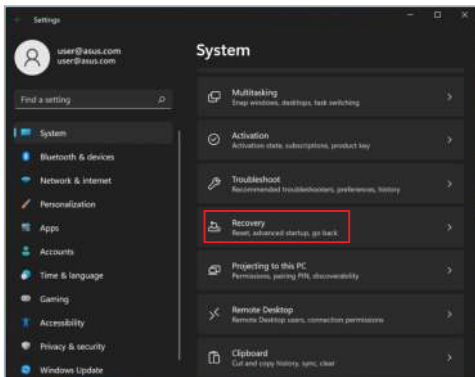 Settings
user@asus.com
user@asus.com
Find a setting
System
Bluetooth & devices
Network & internet
Personalization
Apps
Accounts
Time & language
Gaming
Accessibility
Privacy & security
Windows Update
System
Multitasking
Snap windows, desktops, task switching
Activation
Activation state, subscriptions, product key
Troubleshoot
Recommended troubleshooters, preferences, history
Recovery
Reset, advanced startup, go back
Projecting to this PC
Permissions, pairing PIN, discoverability
Remote Desktop
Remote Desktop users, connection permissions
Clipboard
Cut and copy history, sync, clear